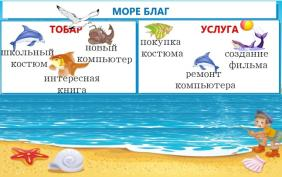 МОРЕ БЛАГ
ТОВАР
школьный
костюм
новый
компьютер
интересная
книга
УСЛУГА
покупка
костюма
создание
фильма
ремонт
компьютера